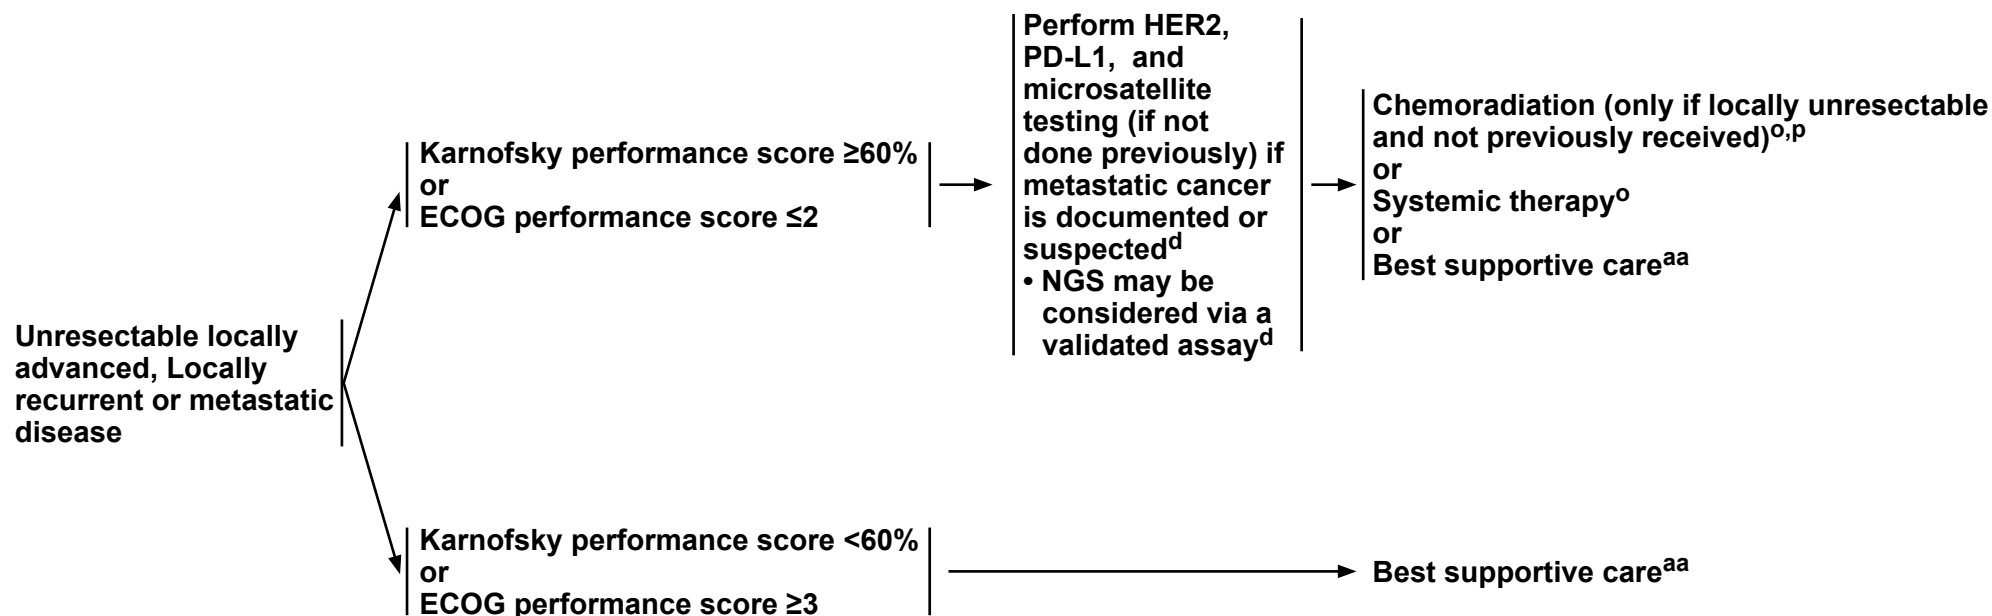 Unresectable locally
advanced, Locally
recurrent or metastatic
disease
Karnofsky performance score ≥60%
or
ECOG performance score ≤2
Perform HER2,
PD-L1, and
microsatellite
testing (if not
done previously) if
metastatic cancer
is documented or
suspectedᵈ
• NGS may be
considered via a
validated assayᵈ
Chemoradiation (only if locally unresectable
and not previously received)ᵒ,ᵖ
or
Systemic therapyᵒ
or
Best supportive careᵃᵃ
Karnofsky performance score <60%
or
ECOG performance score ≥3
Best supportive careᵃᵃ